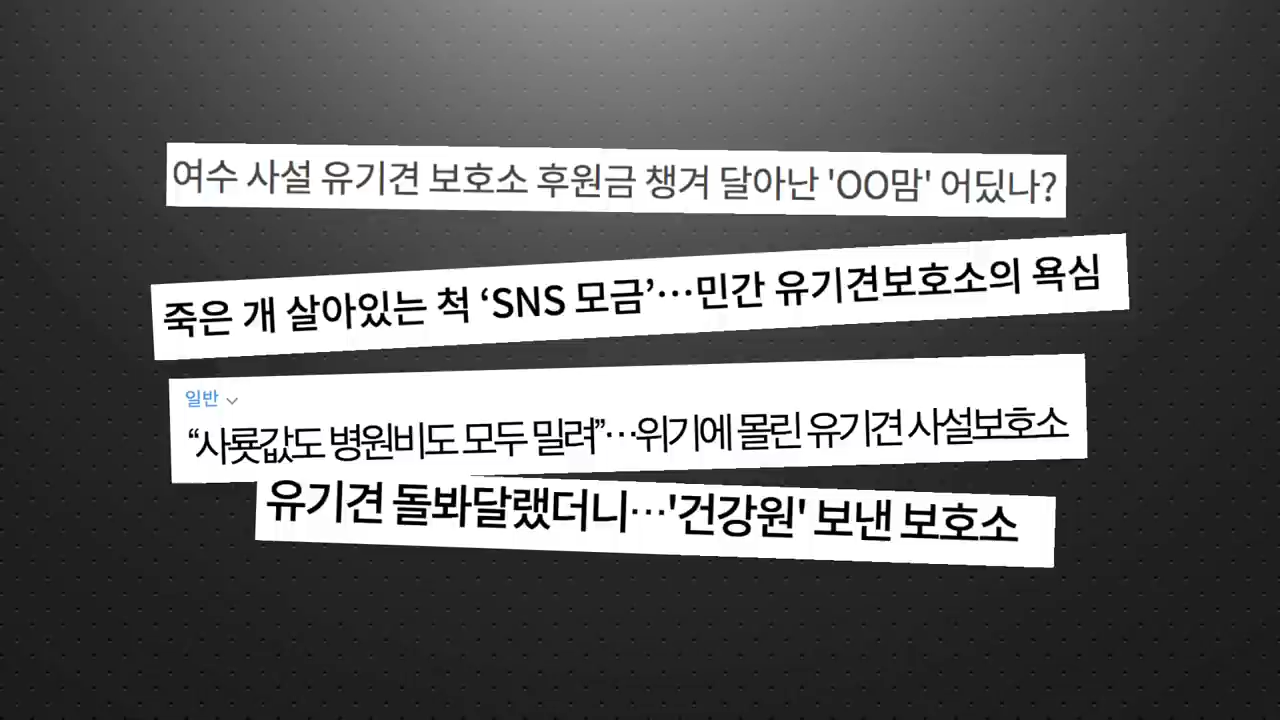 여수 사설 유기견 보호소 후원금 챙겨 달아난 'OO맘' 어딨나?
죽은 개 살아있는 척 ‘SNS 모금’…민간 유기견보호소의 욕심
일반
“사룟값도 병원비도 모두 밀려”…위기에 몰린 유기견 사설보호소
유기견 돌봐달랬더니…'건강원' 보낸 보호소